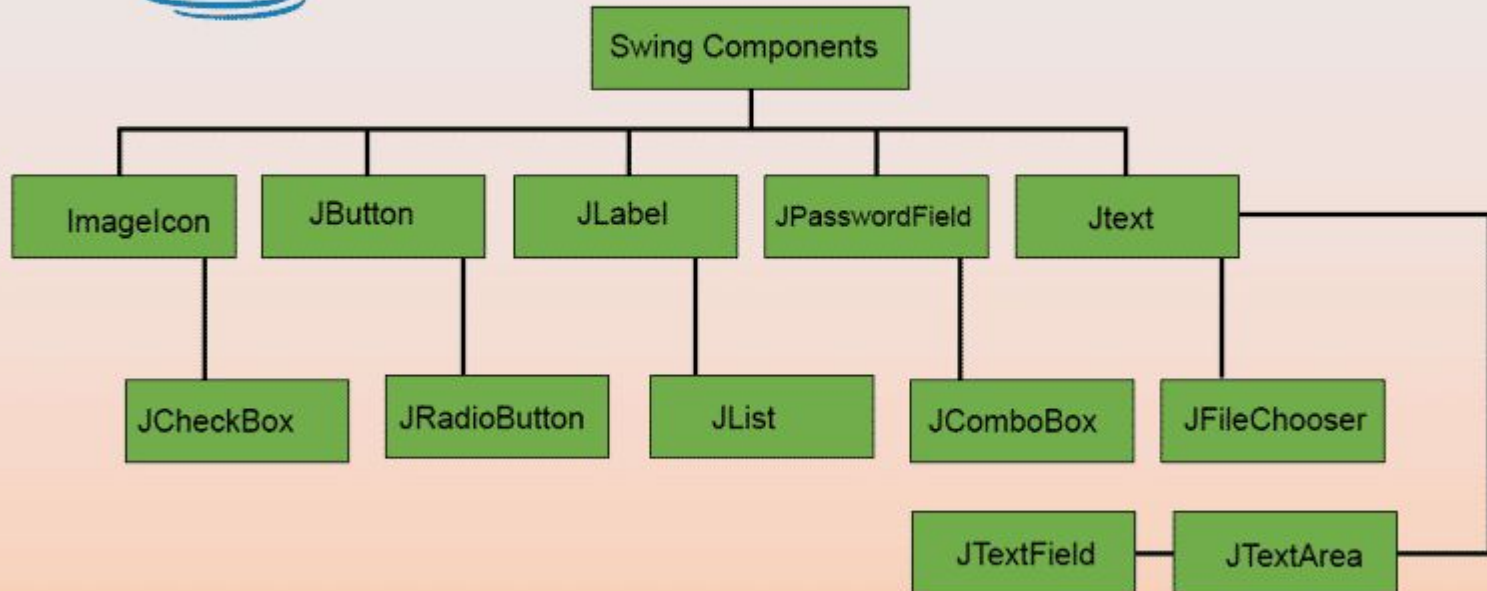 Swing Components
ImageIcon
JButton
JLabel
JPasswordField
Jtext
JCheckBox
JRadioButton
JList
JComboBox
JFileChooser
JTextField
JTextArea